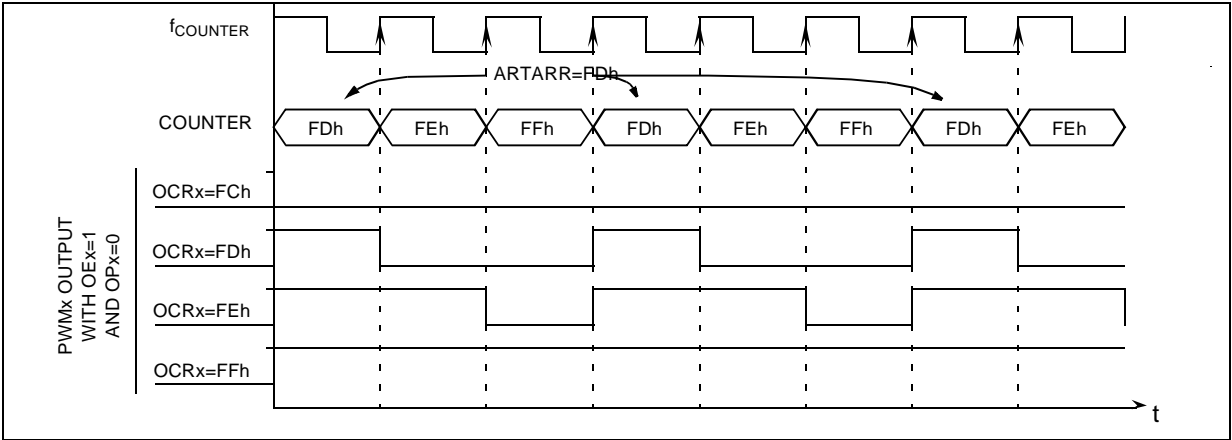 fCOUNTER
ARTARR=FDh
COUNTER
FDh FEh FFh FDh FEh FFh FDh FEh
PWMx OUTPUT
WITH OEx=1
AND OPx=0
OCRx=FCh
OCRx=FDh
OCRx=FEh
OCRx=FFh
t